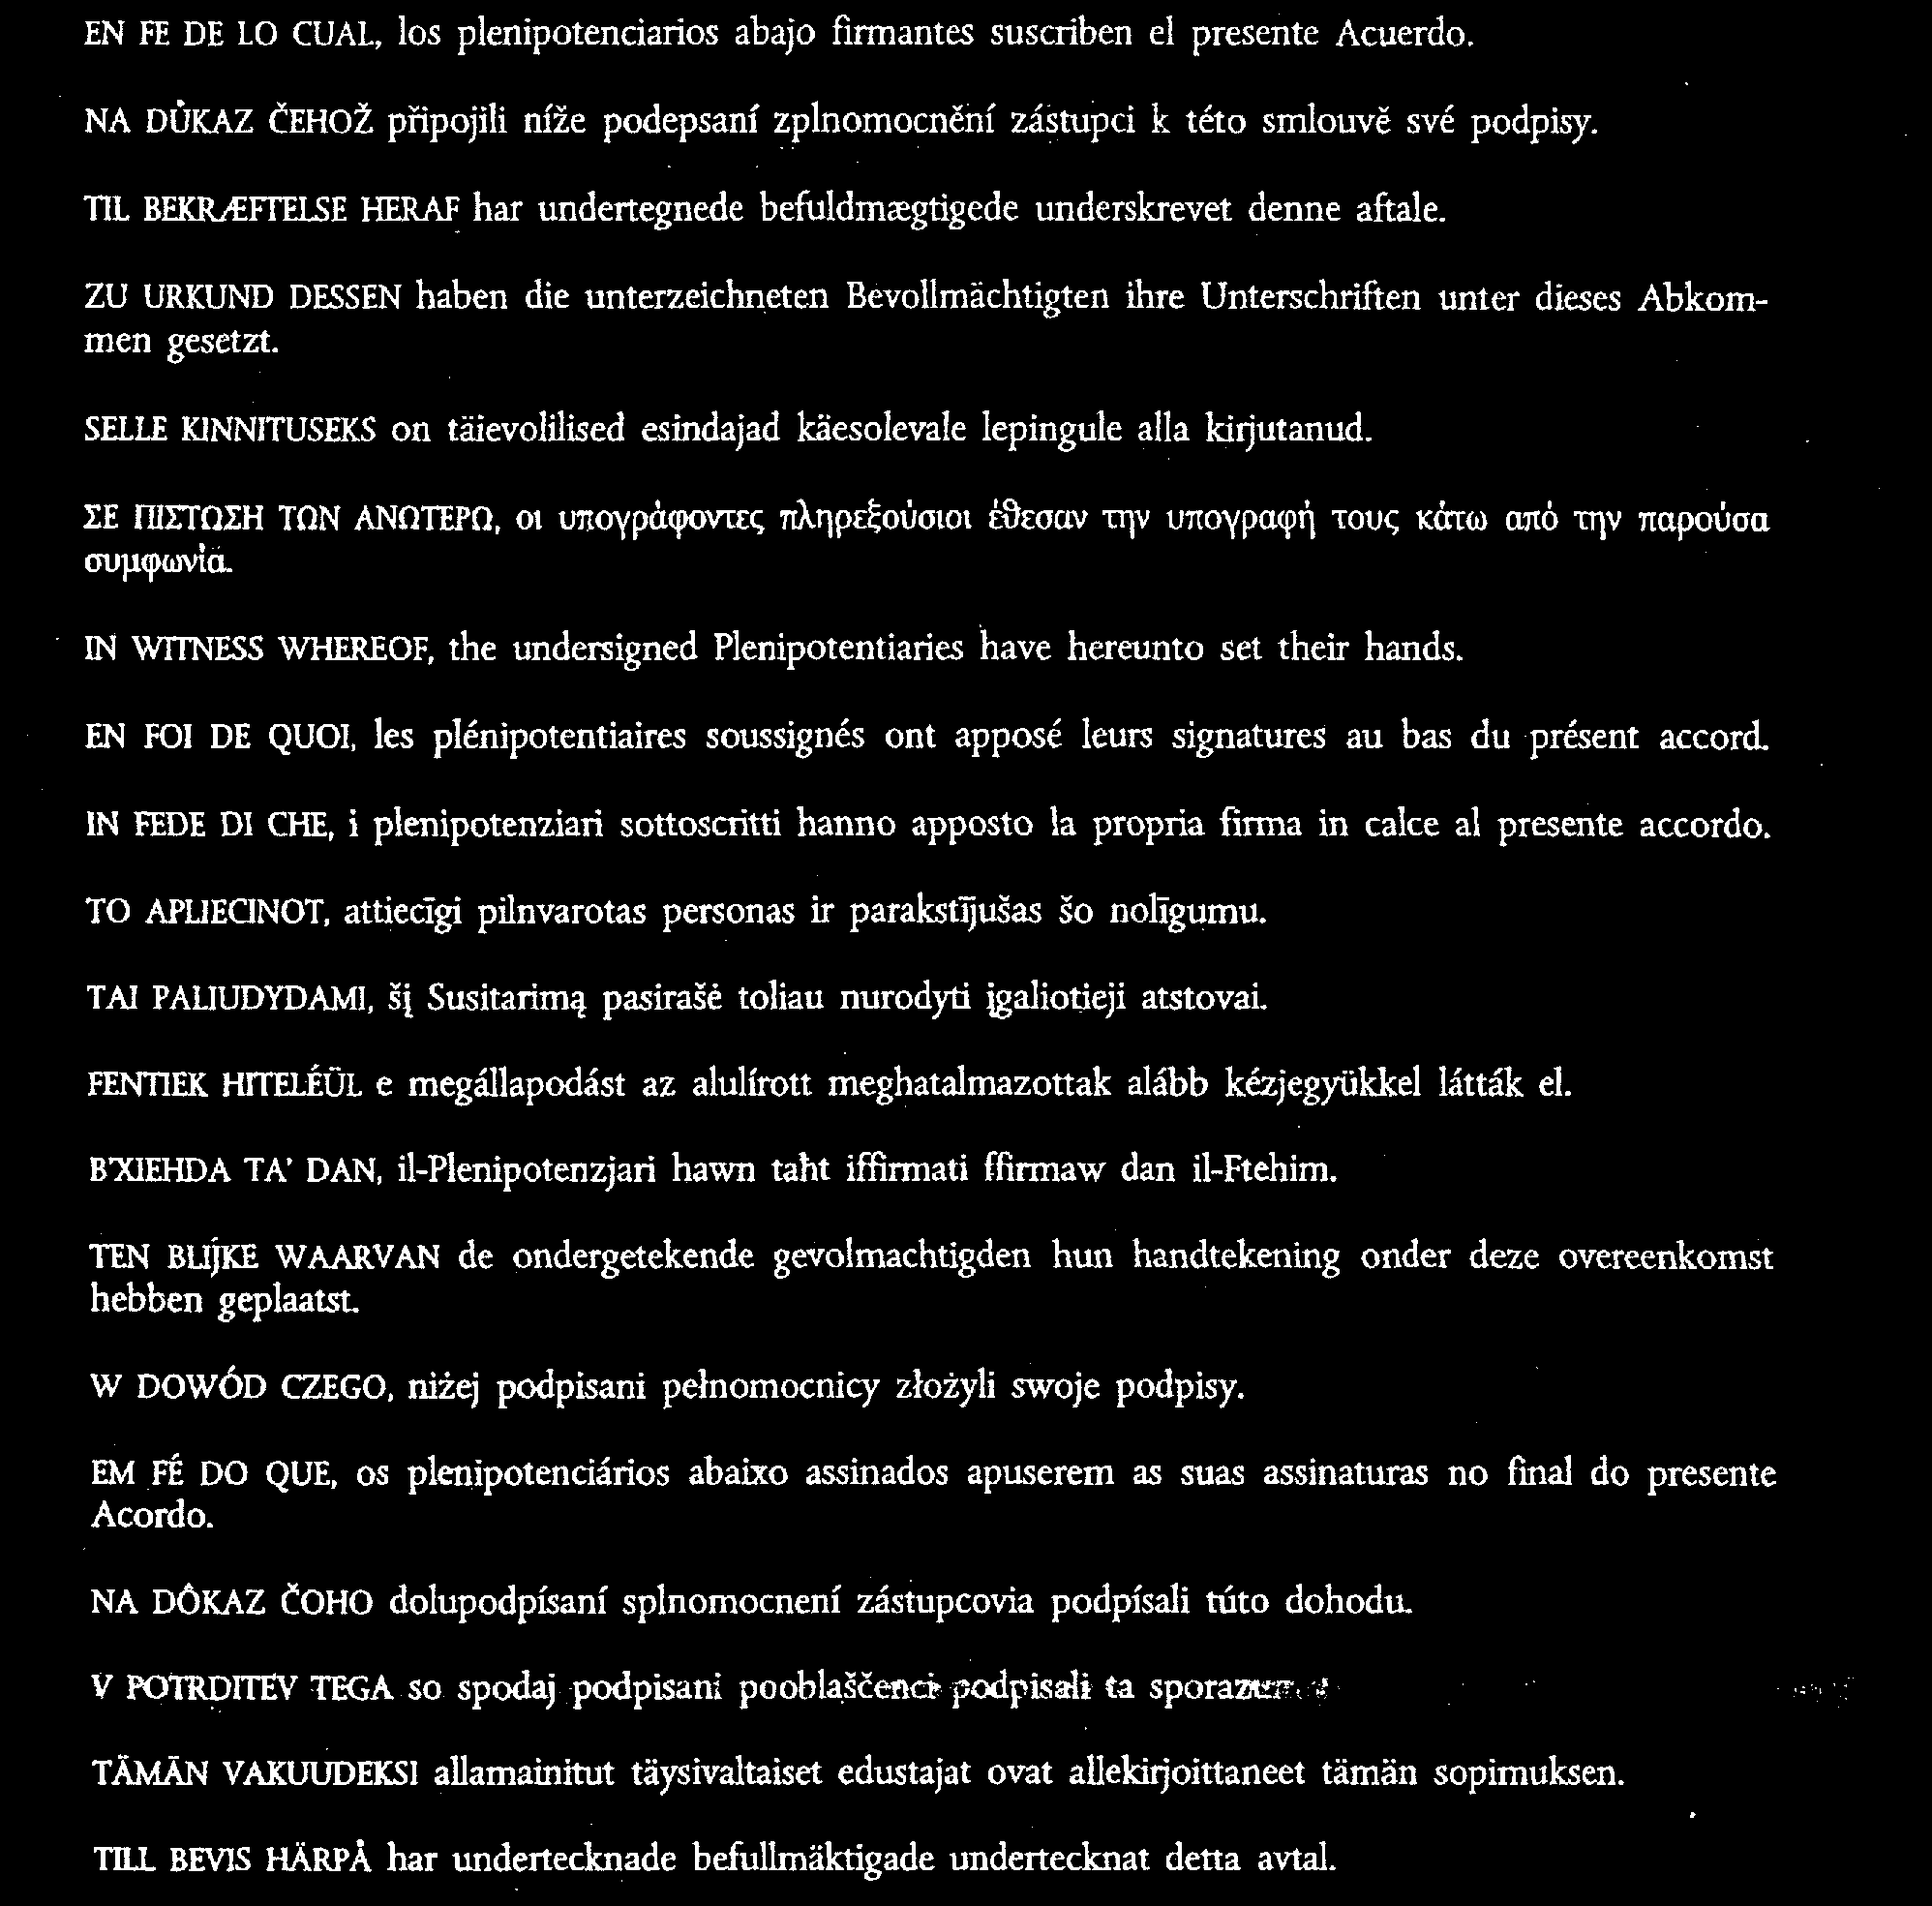 EN FE DE LO CUAL, los plenipotenciarios abajo firmantes suscriben el presente Acuerdo.
NA DŮKAZ ČEHOŽ připojili níže podepsaní zplnomocnění zástupci k této smlouvě své podpisy.
TIL BEKRÆFTELSE HERAF har undertegnede befuldmægtigede underskrevet denne aftale.
ZU URKUND DESSEN haben die unterzeichneten Bevollmächtigten ihre Unterschriften unter dieses Abkom-
men gesetzt.
SELLE KINNITUSEKS on täievolilised esindajad käesolevale lepingule alla kirjutanud.
ΣΕ ΠΙΣΤΩΣΗ ΤΩΝ ΑΝΩΤΕΡΩ, οι υπογράφοντες πληρεξούσιοι έθεσαν την υπογραφή τους κάτω από την παρούσα
συμφωνία.
IN WITNESS WHEREOF, the undersigned Plenipotentiaries have hereunto set their hands.
EN FOI DE QUOI, les plénipotentiaires soussignés ont apposé leurs signatures au bas du présent accord.
IN FEDE DI CHE, i plenipotenziari sottoscritti hanno apposto la propria firma in calce al presente accordo.
TO APLIECINOT, attiecīgi pilnvarotas personas ir parakstījušas šo nolīgumu.
TAI PALIUDYDAMI, šį Susitarimą pasirašė toliau nurodyti įgaliotieji atstovai.
FENTIEK HITELÉÜL e megállapodást az alulírott meghatalmazottak alább kézjegyükkel látták el.
B'XIEHDA TA' DAN, il-Plenipotenzjari hawn taħt iffirmati ffirmaw dan il-Ftehim.
TEN BLIJKE WAARVAN de ondergetekende gevolmachtigden hun handtekening onder deze overeenkomst
hebben geplaatst.
W DOWÓD CZEGO, niżej podpisani pełnomocnicy złożyli swoje podpisy.
EM FÉ DO QUE, os plenipotenciários abaixo assinados apuserem as suas assinaturas no final do presente
Acordo.
NA DÔKAZ ČOHO dolupodpísaní splnomocnení zástupcovia podpísali túto dohodu.
V POTRDITEV TEGA so spodaj podpisani pooblaščenci podpisali ta
TÄMÄN VAKUUDEKSI allamainitut täysivaltaiset edustajat ovat allekirjoittaneet tämän sopimuksen.
TILL BEVIS HÄRPÅ har undertecknade befullmäktigade undertecknat detta avtal.